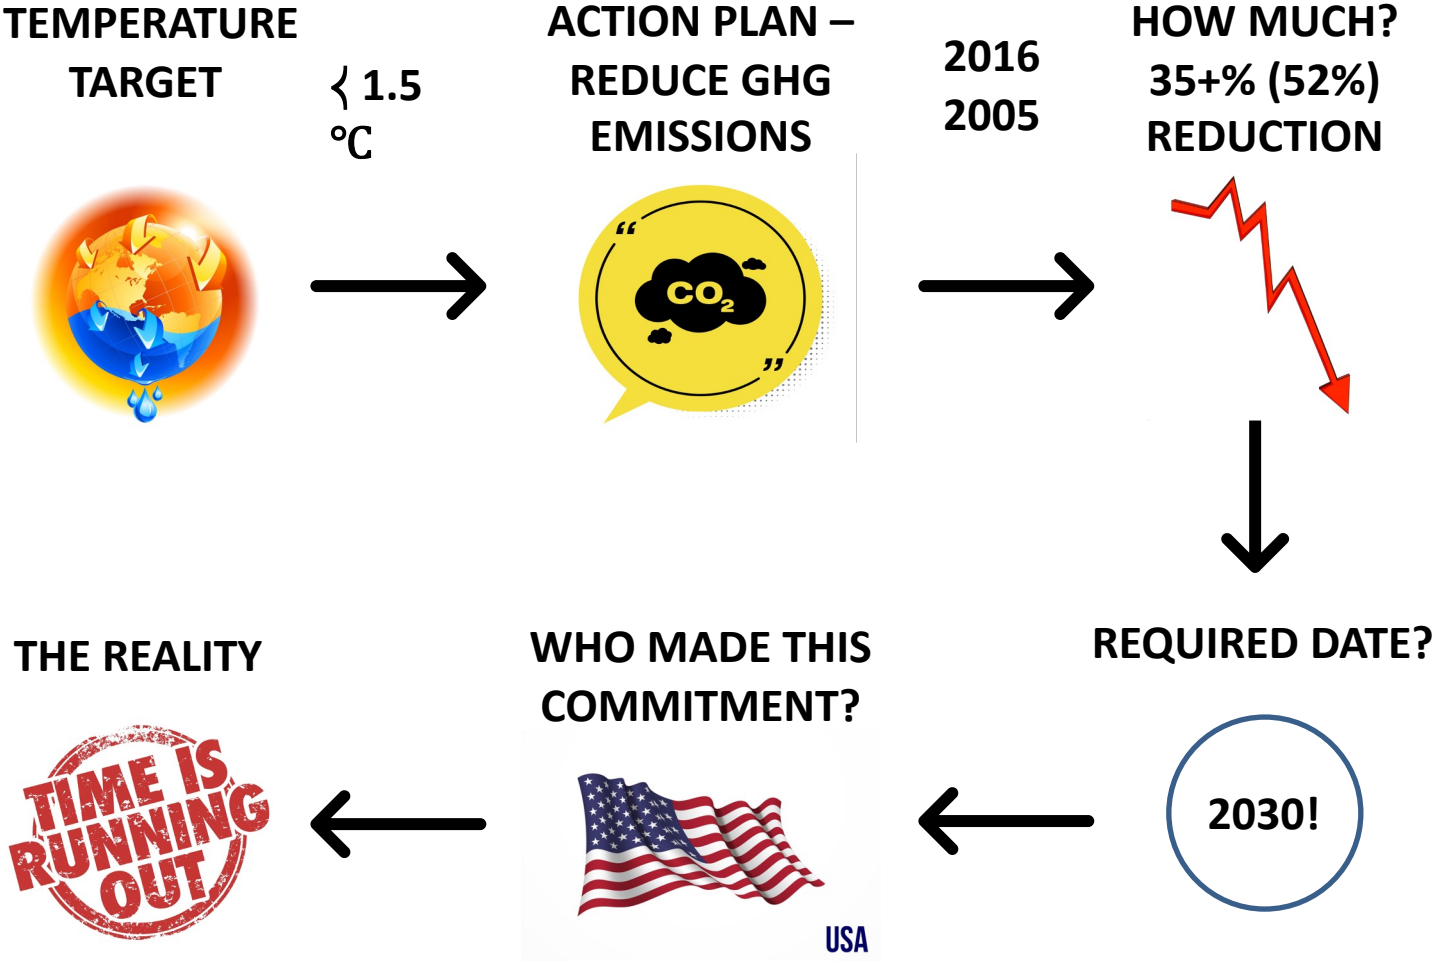 TEMPERATURE
TARGET
⊀ 1.5
℃
ACTION PLAN –
REDUCE GHG
EMISSIONS
2016
2005
HOW MUCH?
35+% (52%)
REDUCTION
“
CO₂
”
REQUIRED DATE?
2030!
WHO MADE THIS
COMMITMENT?
USA
THE REALITY
TIME IS
RUNNING
OUT